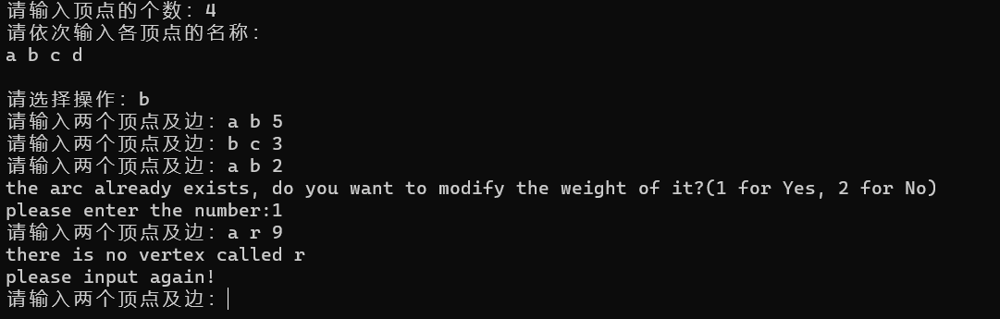 请输入顶点的个数：4
请依次输入各顶点的名称：
a b c d
请选择操作：b
请输入两个顶点及边：a b 5
请输入两个顶点及边：b c 3
请输入两个顶点及边：a b 2
the arc already exists, do you want to modify the weight of it?(1 for Yes, 2 for No)
please enter the number:1
请输入两个顶点及边：a r 9
there is no vertex called r
please input again!
请输入两个顶点及边：